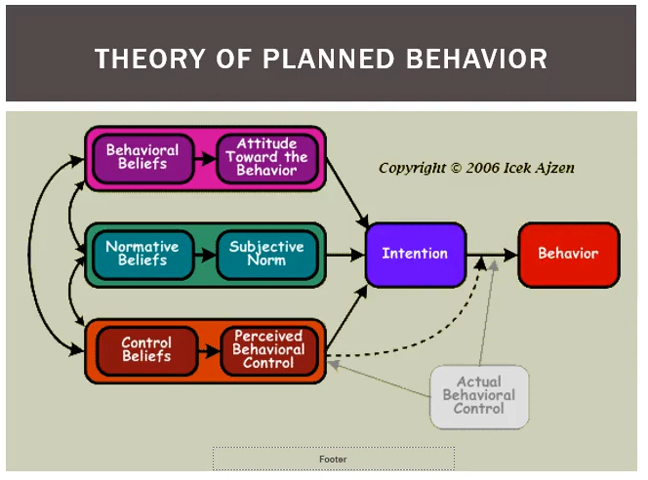 THEORY OF PLANNED BEHAVIOR
Behavioral
Beliefs
Attitude
Toward the
Behavior
Copyright © 2006 Icek Ajzen
Normative
Beliefs
Subjective
Norm
Intention
Behavior
Control
Beliefs
Perceived
Behavioral
Control
Actual
Behavioral
Control
Footer